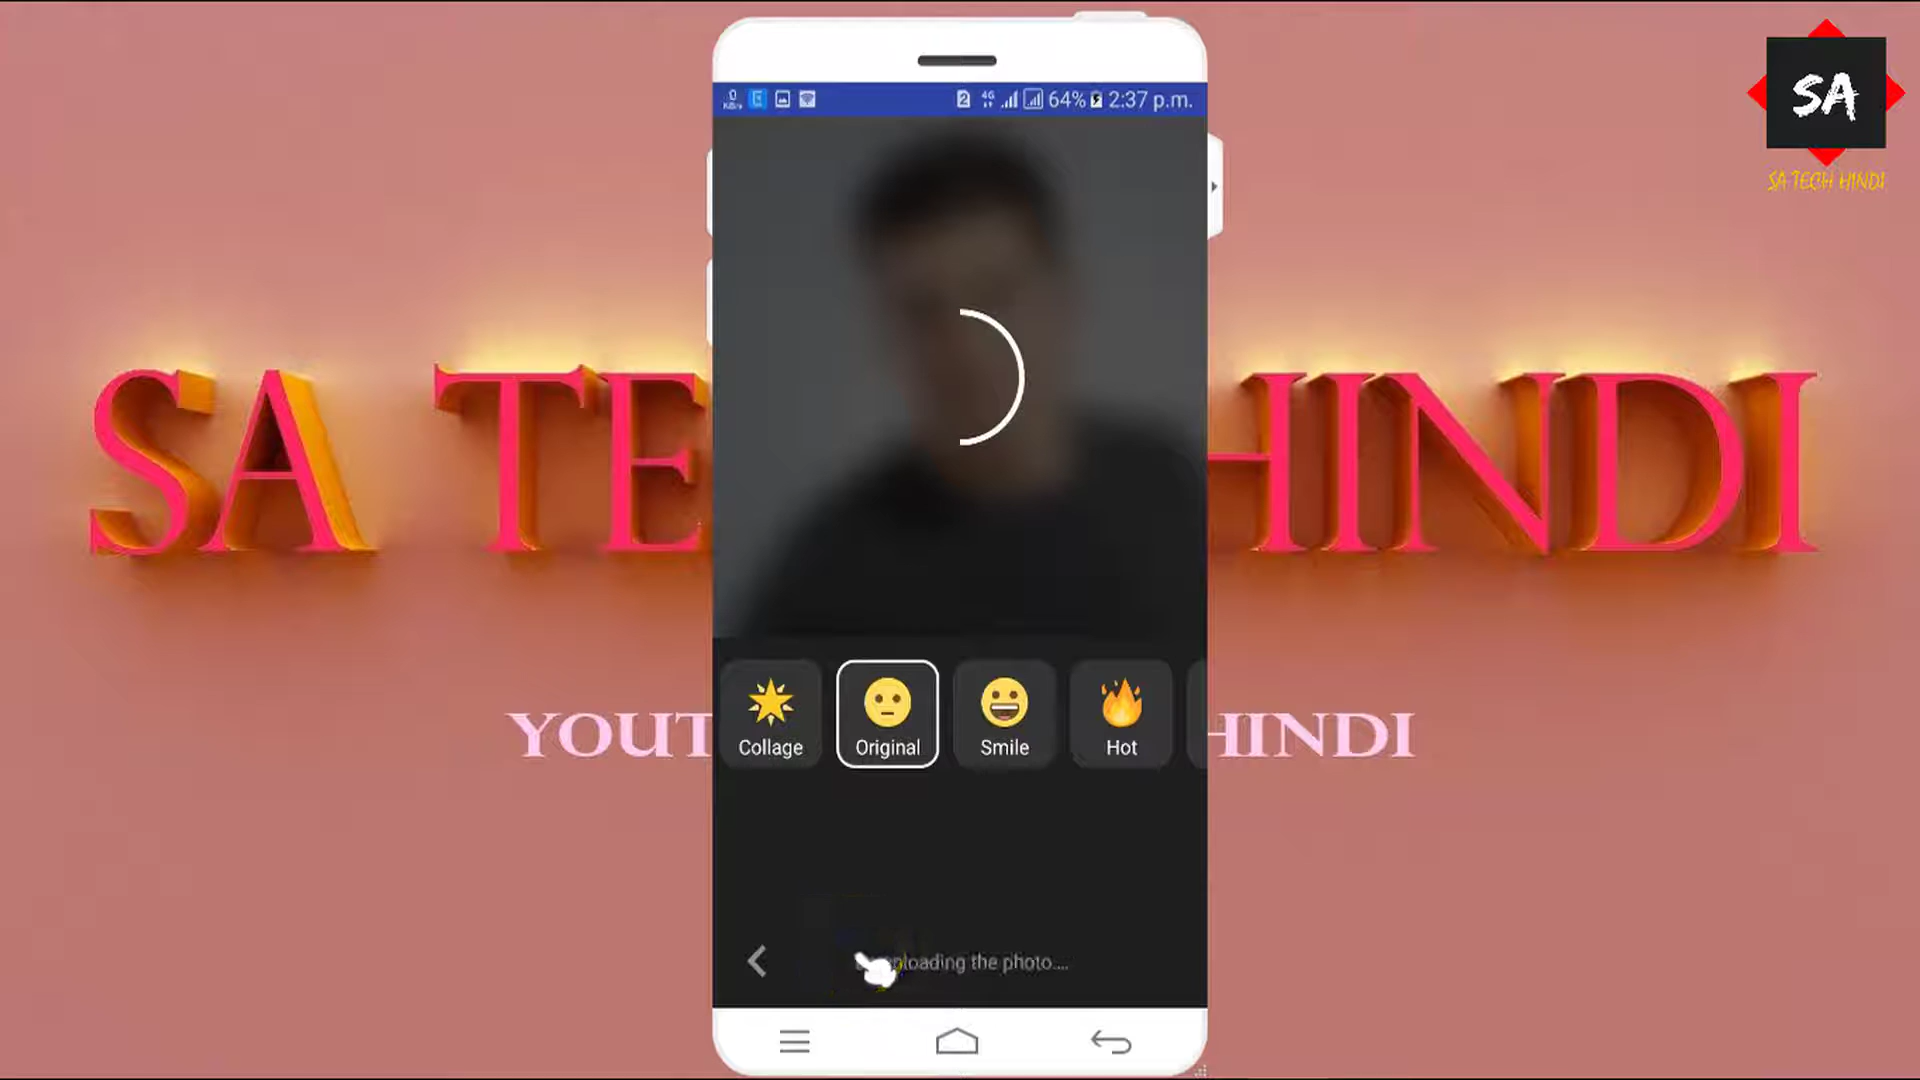 64% 2:37 p.m.
SA
SA TECH HINDI
SA TE HINDI
Collage
Original
Smile
Hot
YOUT HINDI
loading the photo....